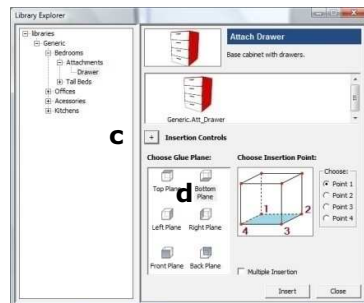 Library Explorer
libraries
Generic
Bedrooms
Attachments
Drawer
Tall Beds
Offices
Acessories
Kitchens
Attach Drawer
Base cabinet with drawers.
Generic.Att_Drawer
c
+ Insertion Controls
Choose Glue Plane:
Top Plane
Bottom Plane
d
Left Plane
Right Plane
Front Plane
Back Plane
Choose Insertion Point:
1
2
4
3
Choose:
Point 1
Point 2
Point 3
Point 4
Multiple Insertion
Insert
Close